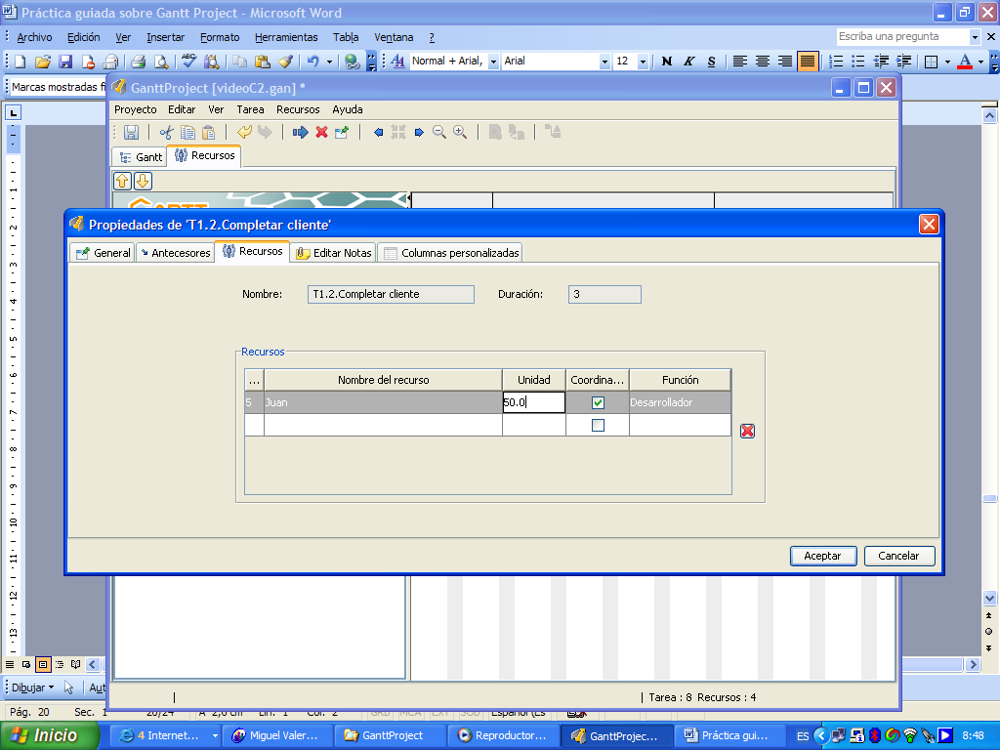 Práctica guiada sobre Gantt Project - Microsoft Word
Archivo Edición Ver Insertar Formato Herramientas Tabla Ventana ? Escriba una pregunta
Normal + Arial, Arial 12 N K S
Marcas mostradas fi
GanttProject [videoC2.gan] *
Proyecto Editar Ver Tarea Recursos Ayuda
Gantt Recursos
Propiedades de 'T1.2.Completar cliente'
General Antecesores Recursos Editar Notas Columnas personalizadas
Nombre: T1.2.Completar cliente Duración: 3
Recursos
... Nombre del recurso Unidad Coordina... Función
5 Juan 50.0 Desarrollador
Aceptar Cancelar
Dibujar Aut
Tarea : 8 Recursos : 4
Pág. 20 Sec. 1 20/24 A 2,6 cm Lín. 1 Col. 2 GRB MCA EXT SOB Español (Es
Inicio 4 Internet... Miguel Valer... GanttProject Reproductor... GanttProjec... Práctica gui... ES 8:48